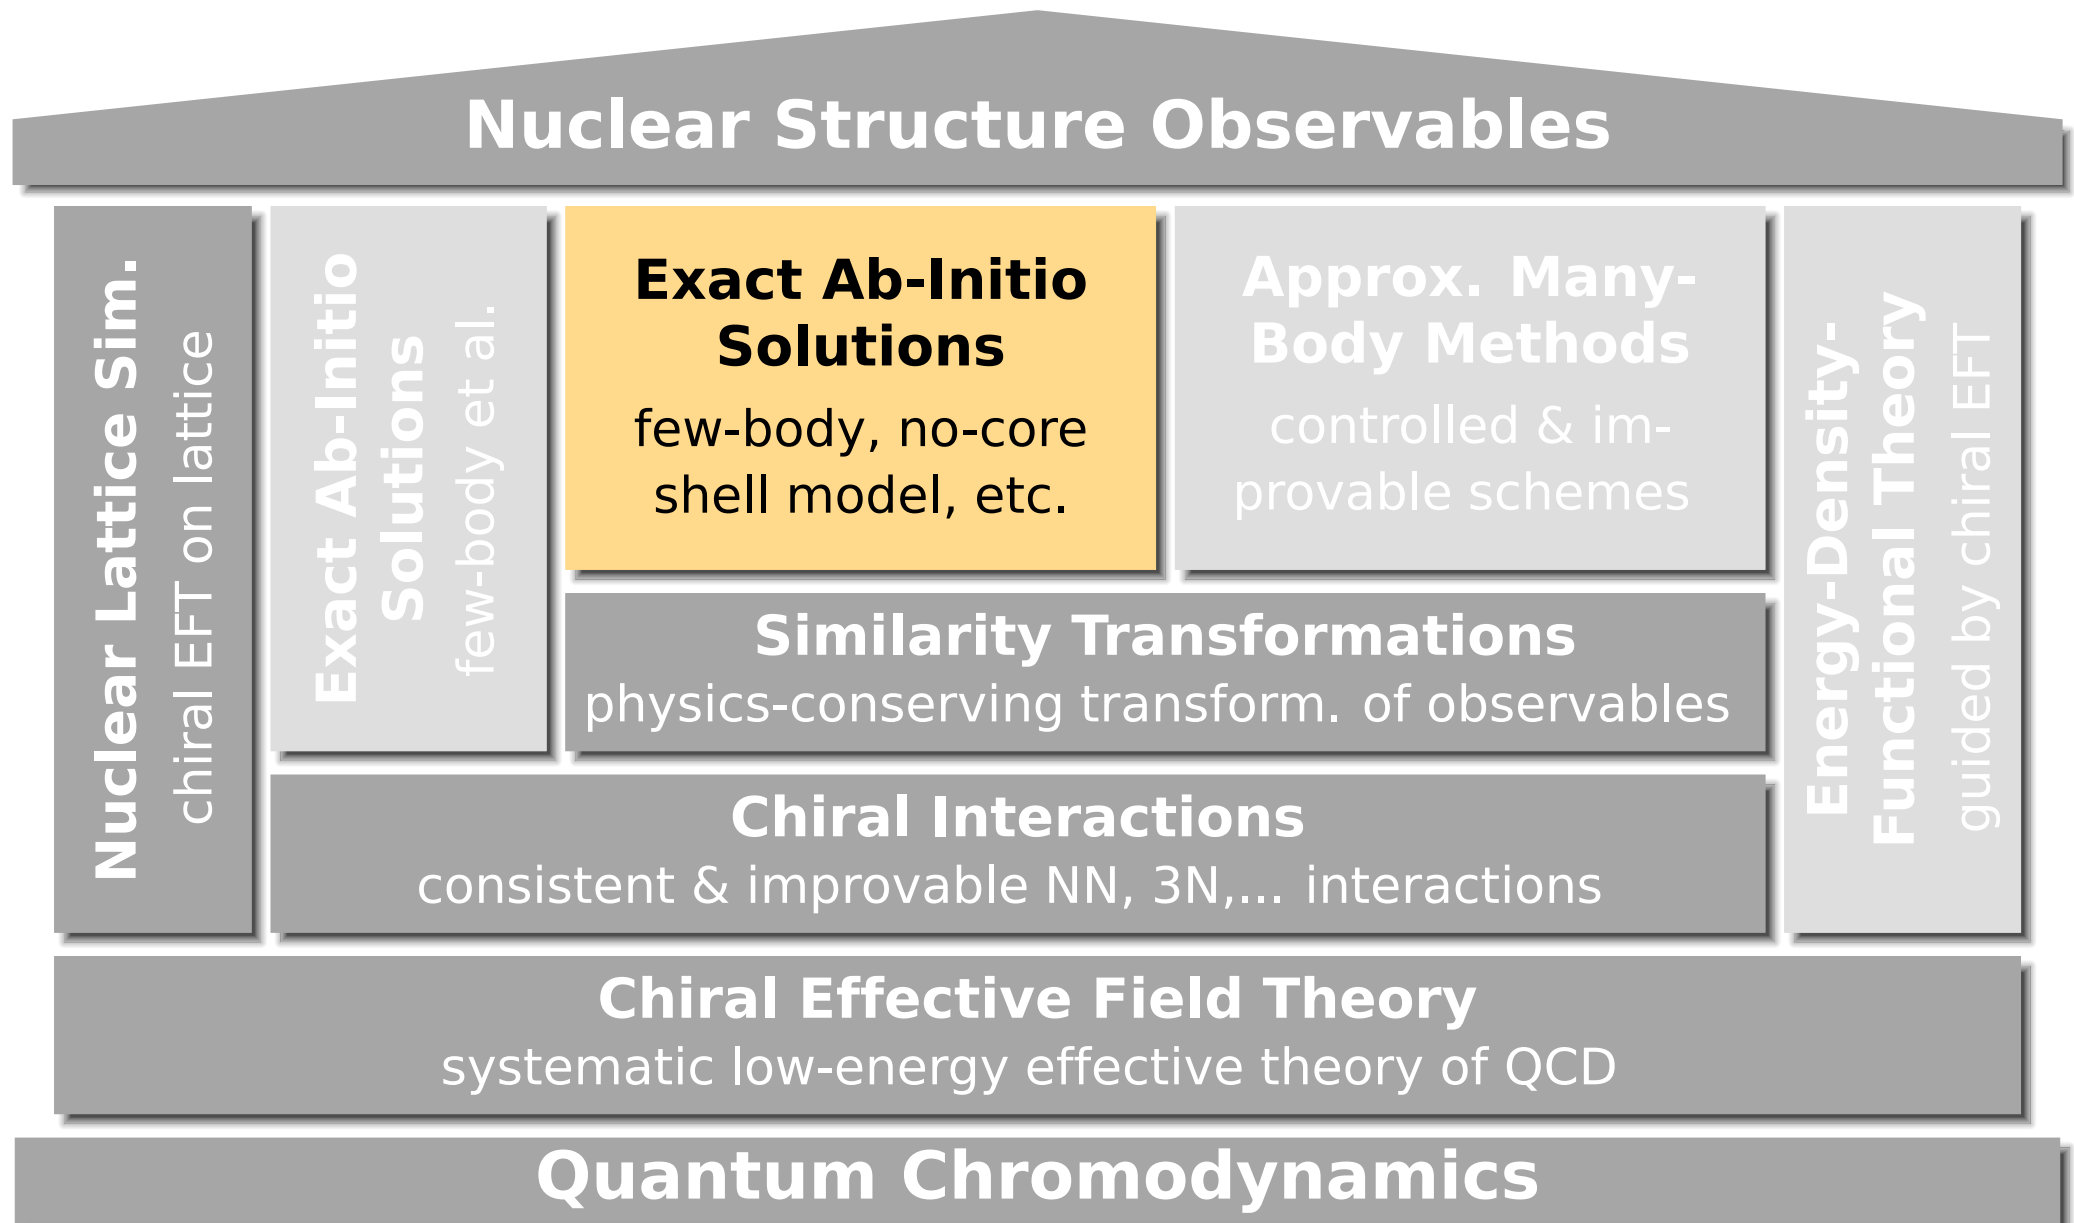 Nuclear Structure Observables
Nuclear Lattice Sim.
chiral EFT on lattice
Exact Ab-Initio
Solutions
few-body et al.
Exact Ab-Initio
Solutions
few-body, no-core
shell model, etc.
Approx. Many-
Body Methods
controlled & im-
provable schemes
Energy-Density-
Functional Theory
guided by chiral EFT
Similarity Transformations
physics-conserving transform. of observables
Chiral Interactions
consistent & improvable NN, 3N,... interactions
Chiral Effective Field Theory
systematic low-energy effective theory of QCD
Quantum Chromodynamics